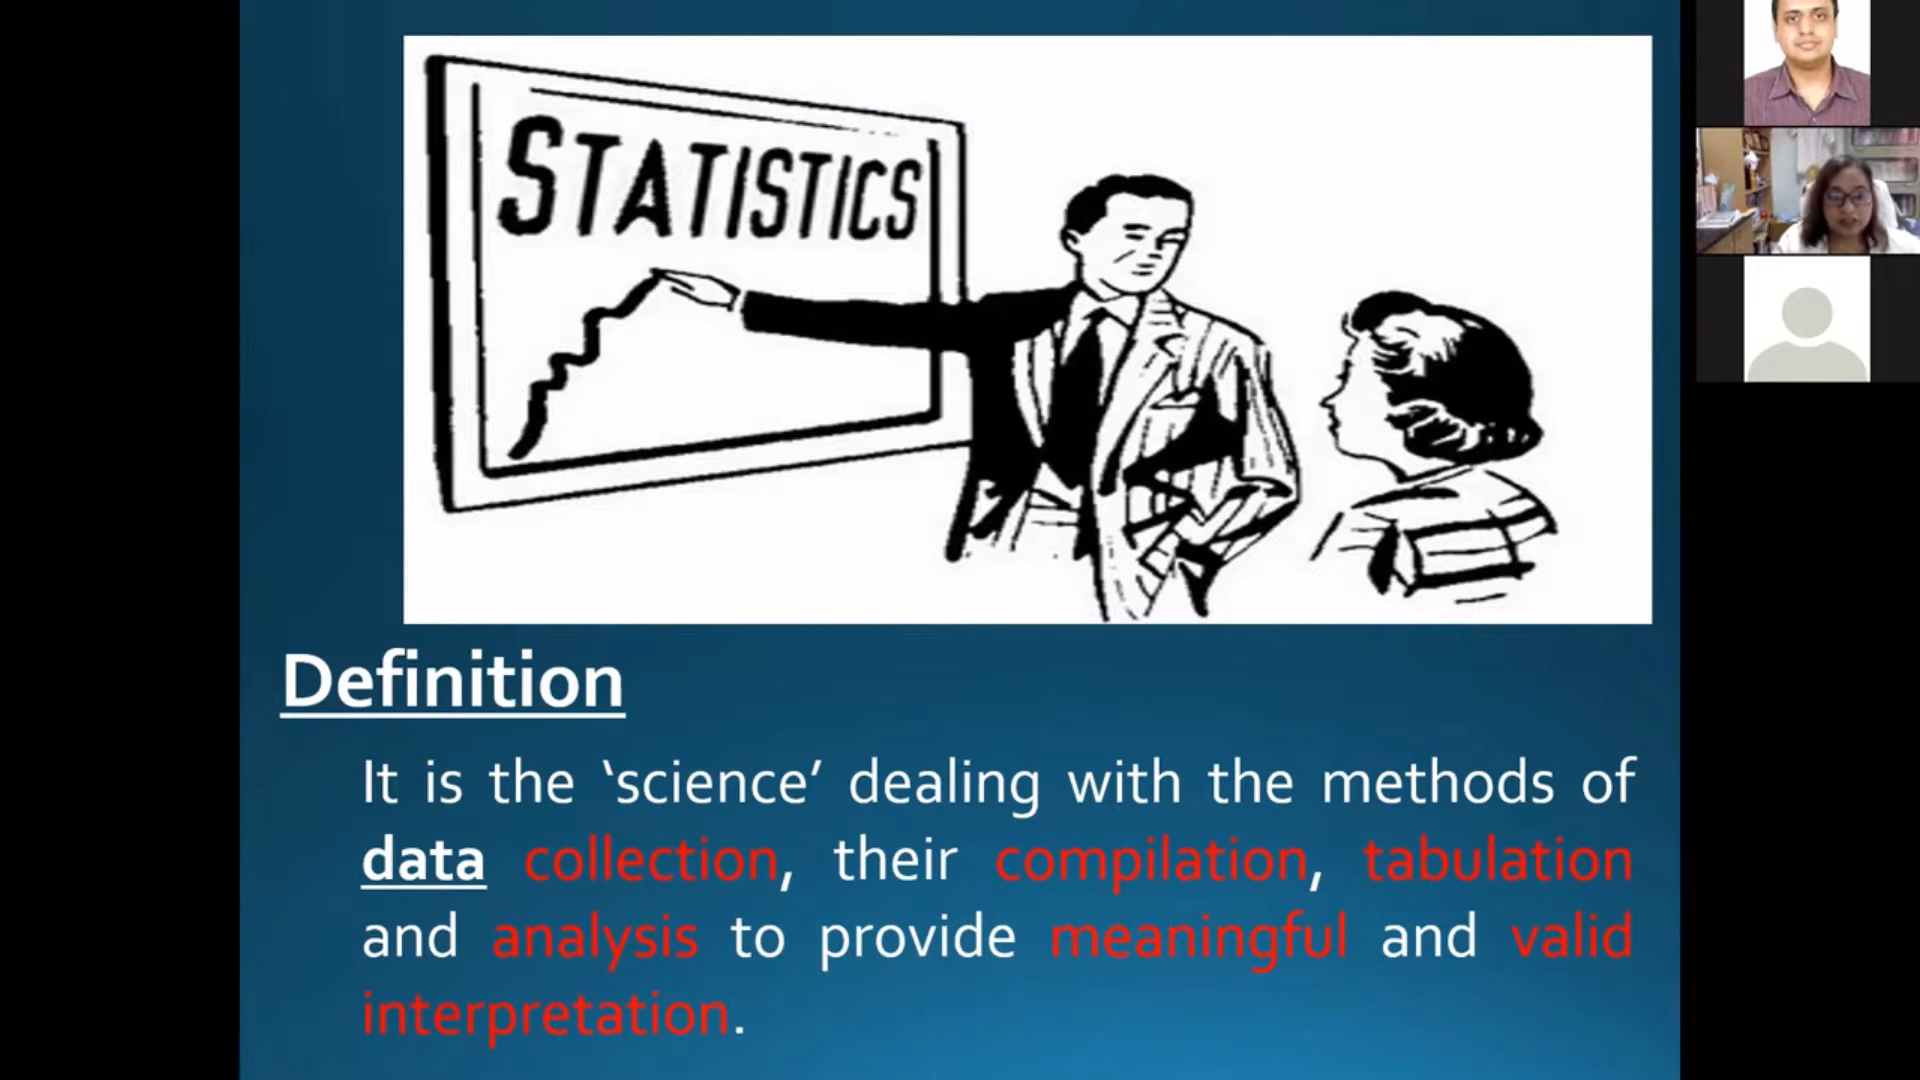 STATISTICS
Definition
It is the ‘science’ dealing with the methods of
data collection, their compilation, tabulation
and analysis to provide meaningful and valid
interpretation.